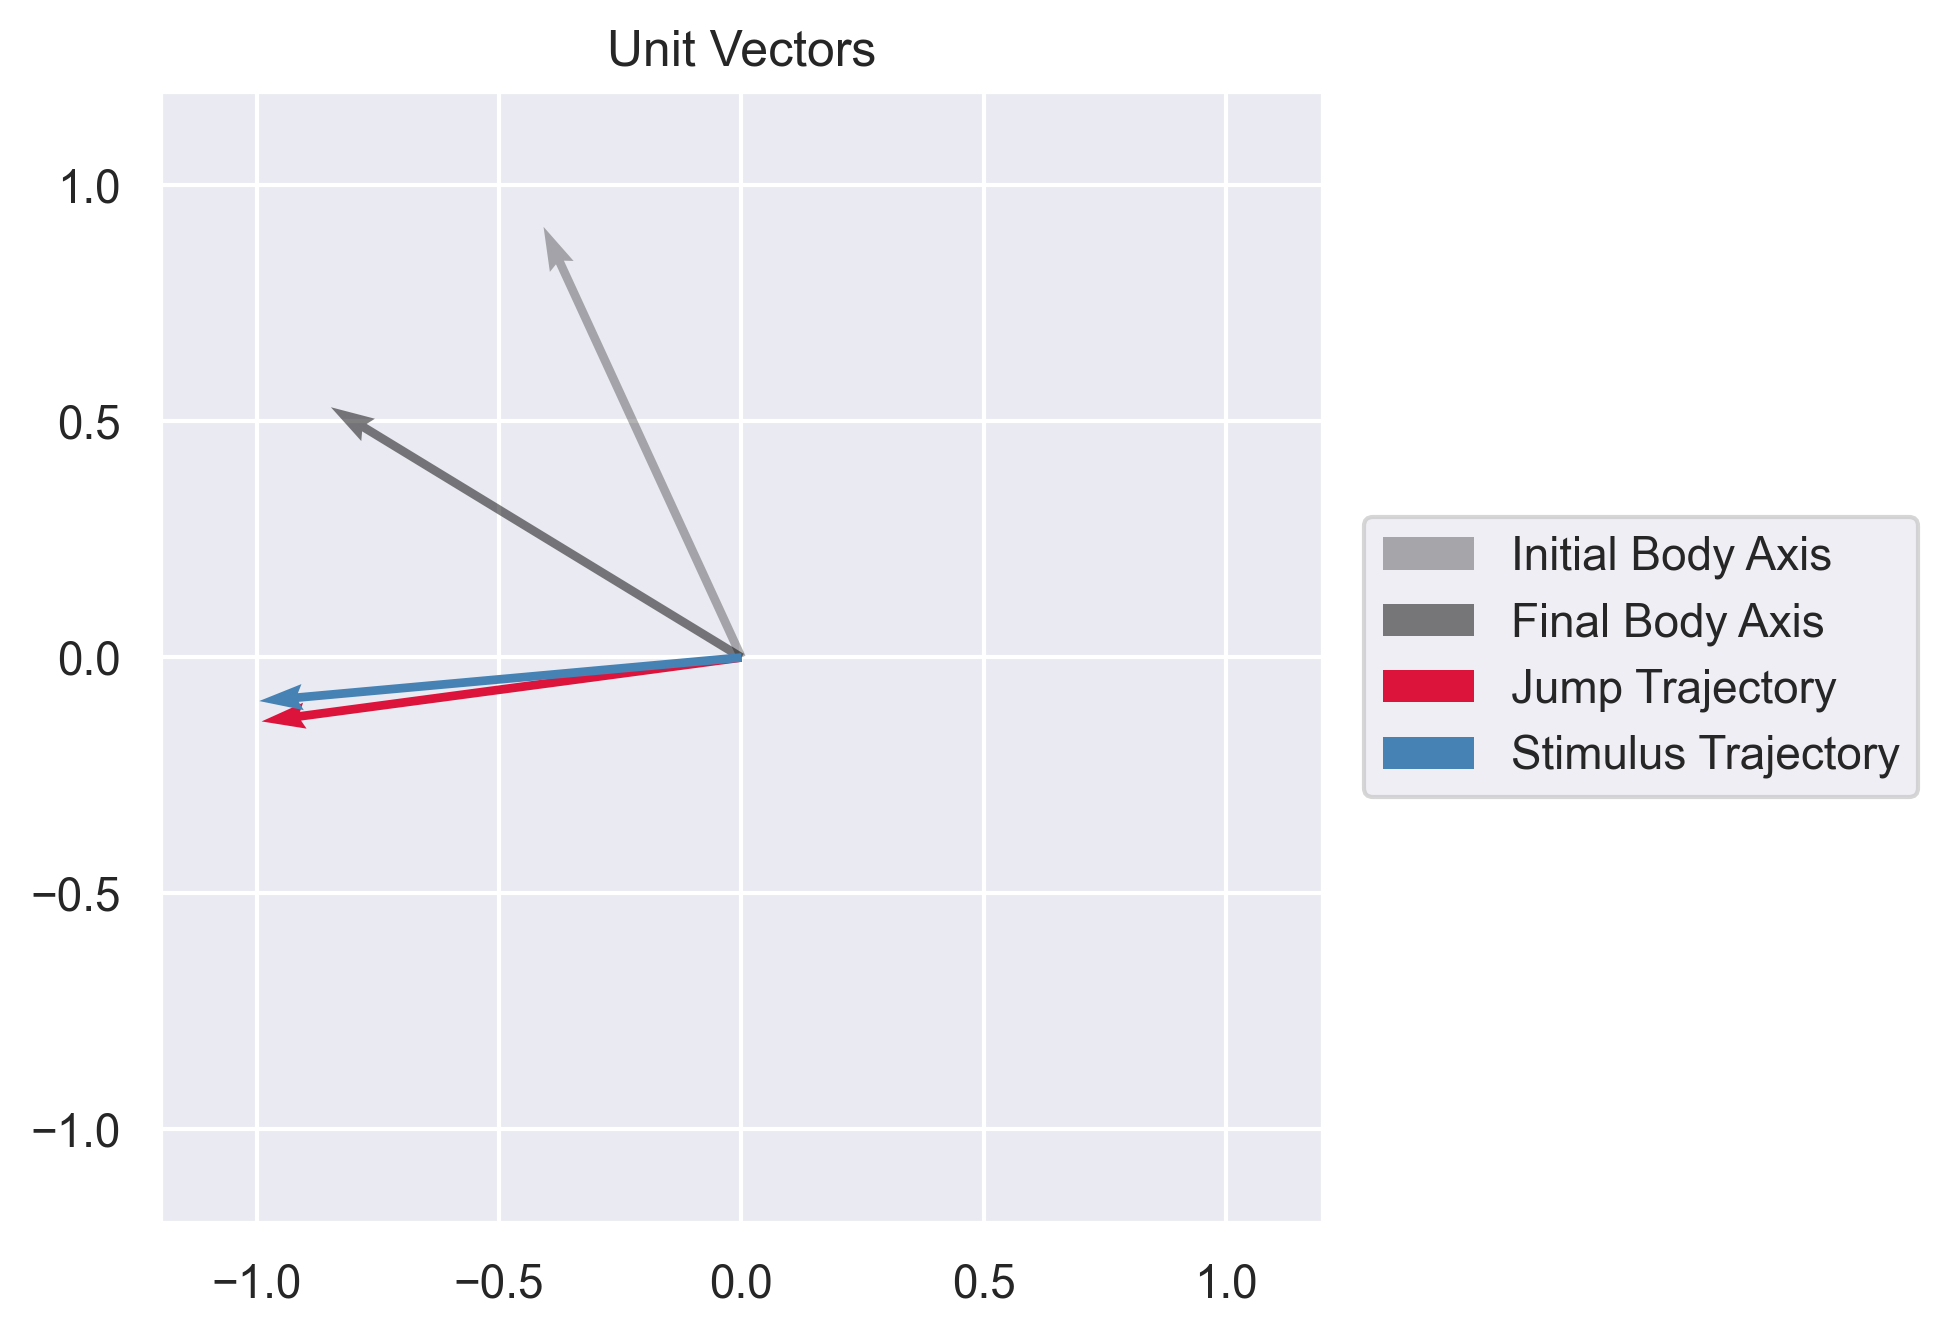 Unit Vectors
1.0
0.5
0.0
−0.5
−1.0
−1.0
−0.5
0.0
0.5
1.0
Initial Body Axis
Final Body Axis
Jump Trajectory
Stimulus Trajectory